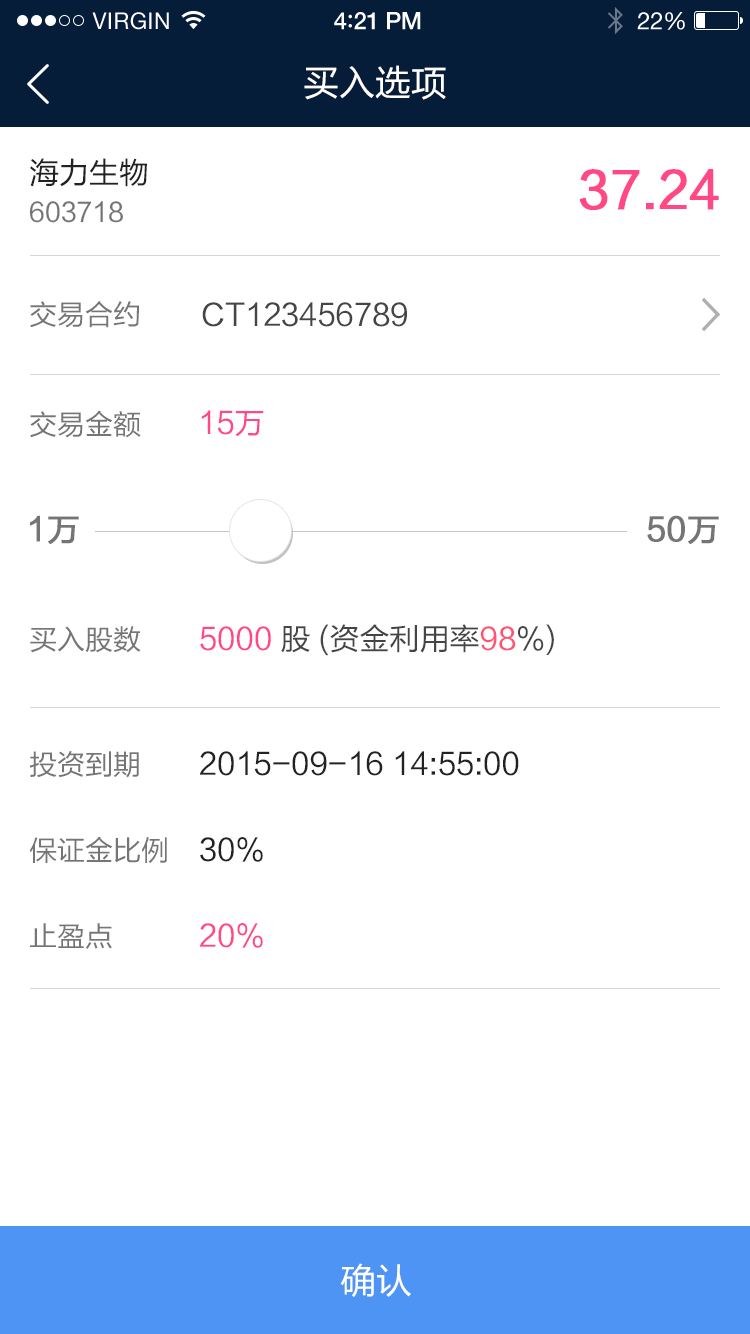 VIRGIN 4:21 PM 22%
买入选项
海力生物
603718
37.24
交易合约 CT123456789
交易金额 15万
1万 50万
买入股数 5000 股 (资金利用率98%)
投资到期 2015-09-16 14:55:00
保证金比例 30%
止盈点 20%
确认